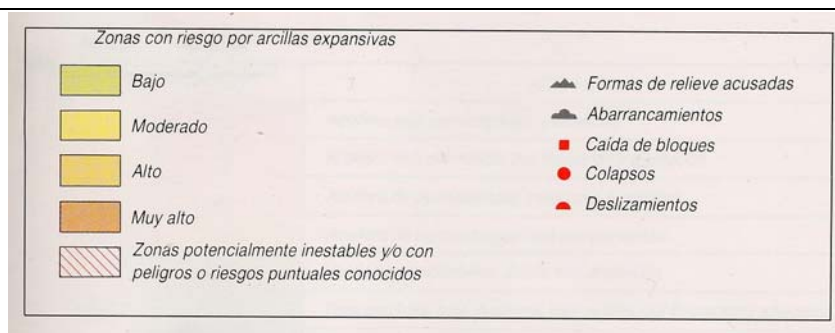 Zonas con riesgo por arcillas expansivas
Bajo
Moderado
Alto
Muy alto
Zonas potencialmente inestables y/o con
peligros o riesgos puntuales conocidos
Formas de relieve acusadas
Abarrancamientos
Caída de bloques
Colapsos
Deslizamientos